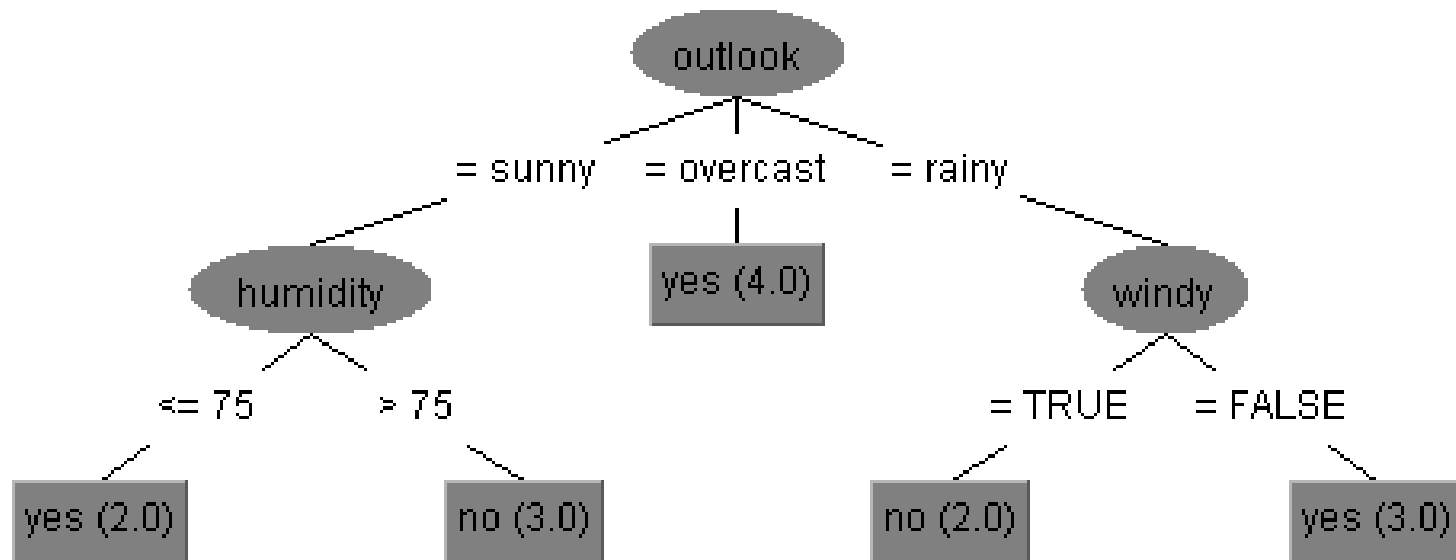 outlook
= sunny = overcast = rainy
humidity yes (4.0) windy
<= 75 > 75 = TRUE = FALSE
yes (2.0) no (3.0) no (2.0) yes (3.0)